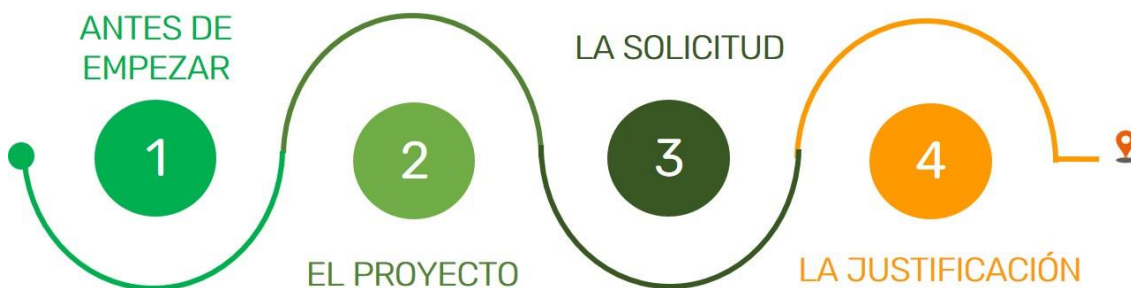 ANTES DE
EMPEZAR
1
2
EL PROYECTO
LA SOLICITUD
3
4
LA JUSTIFICACIÓN